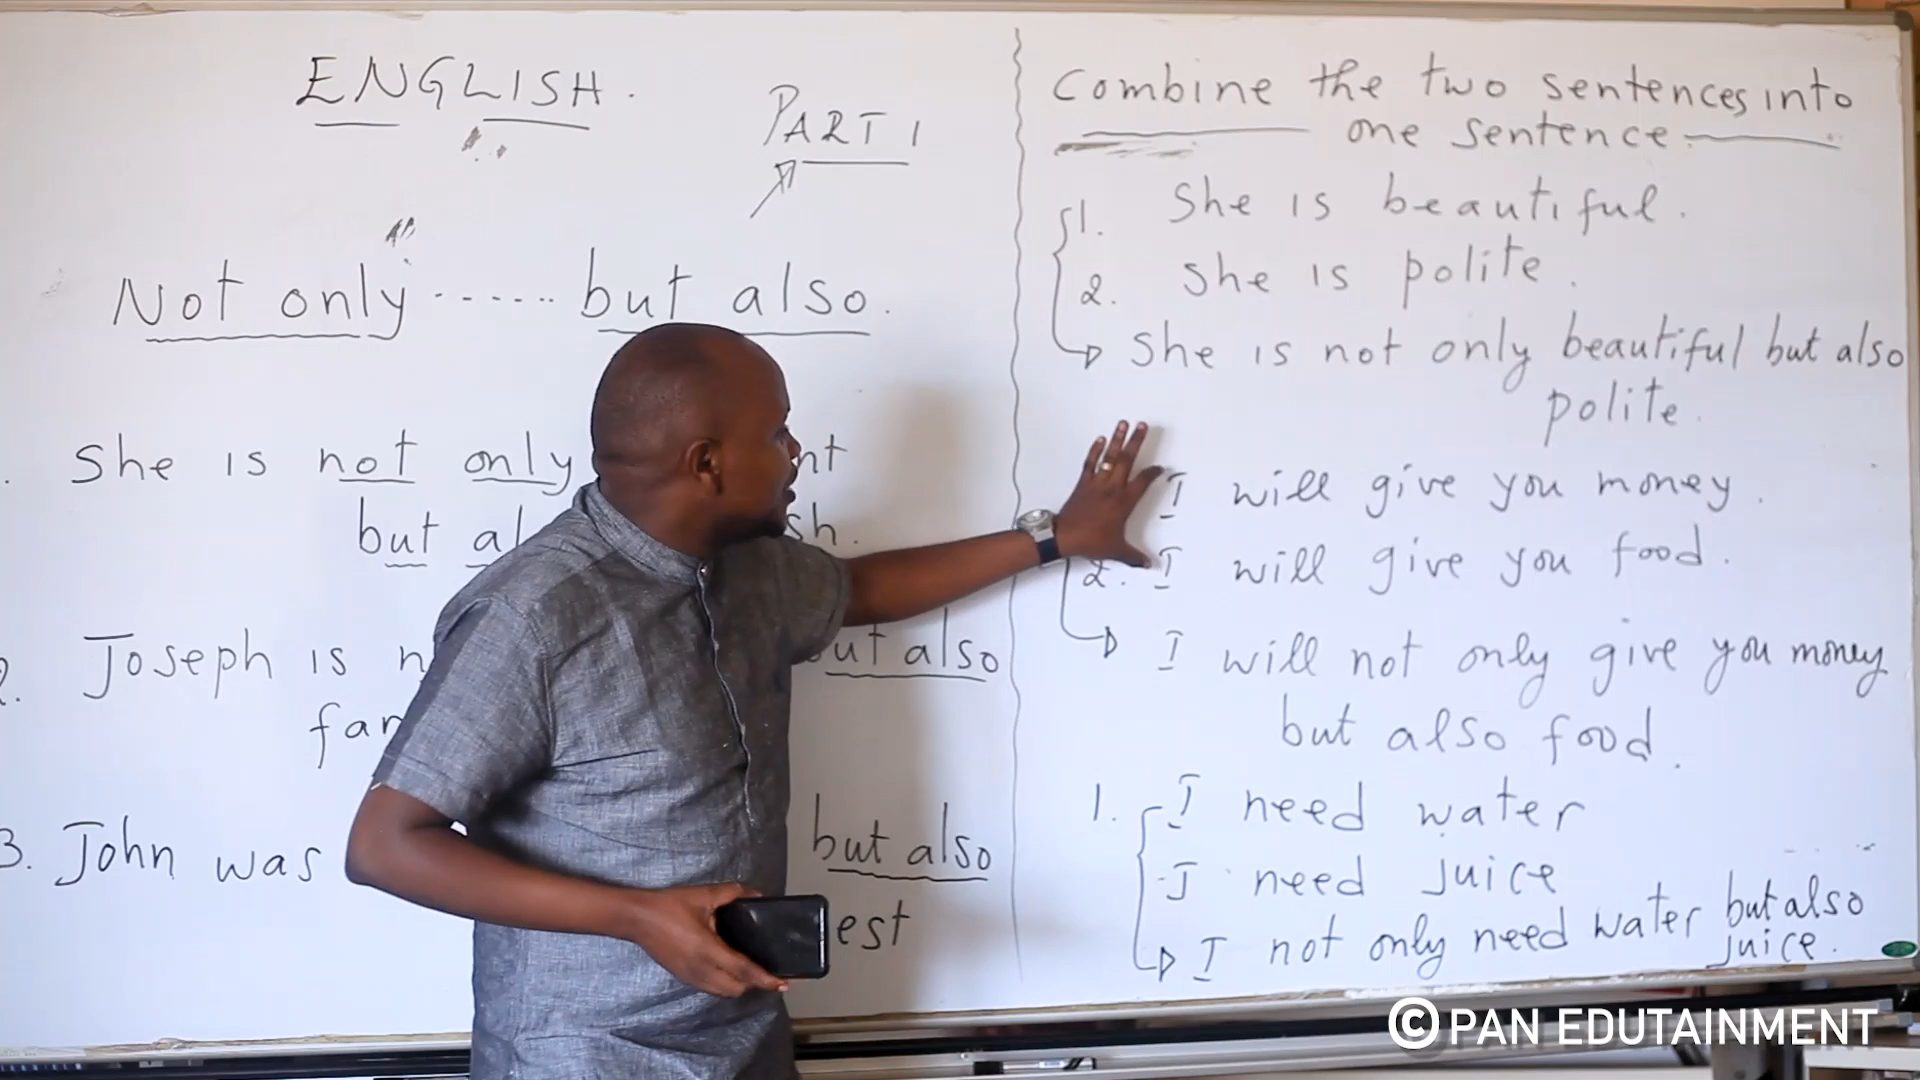 ENGLISH.
PART 1
Not only ...... but also.
She is not only
but
2. Joseph is but also
3. John was but also
Combine the two sentences into
one sentence.
1. She is beautiful.
2. She is polite.
She is not only beautiful but also
polite.
I will give you money.
2. I will give you food.
I will not only give you money
but also food.
1. I need water
I need juice
I not only need water but also
juice.
© PAN EDUTAINMENT